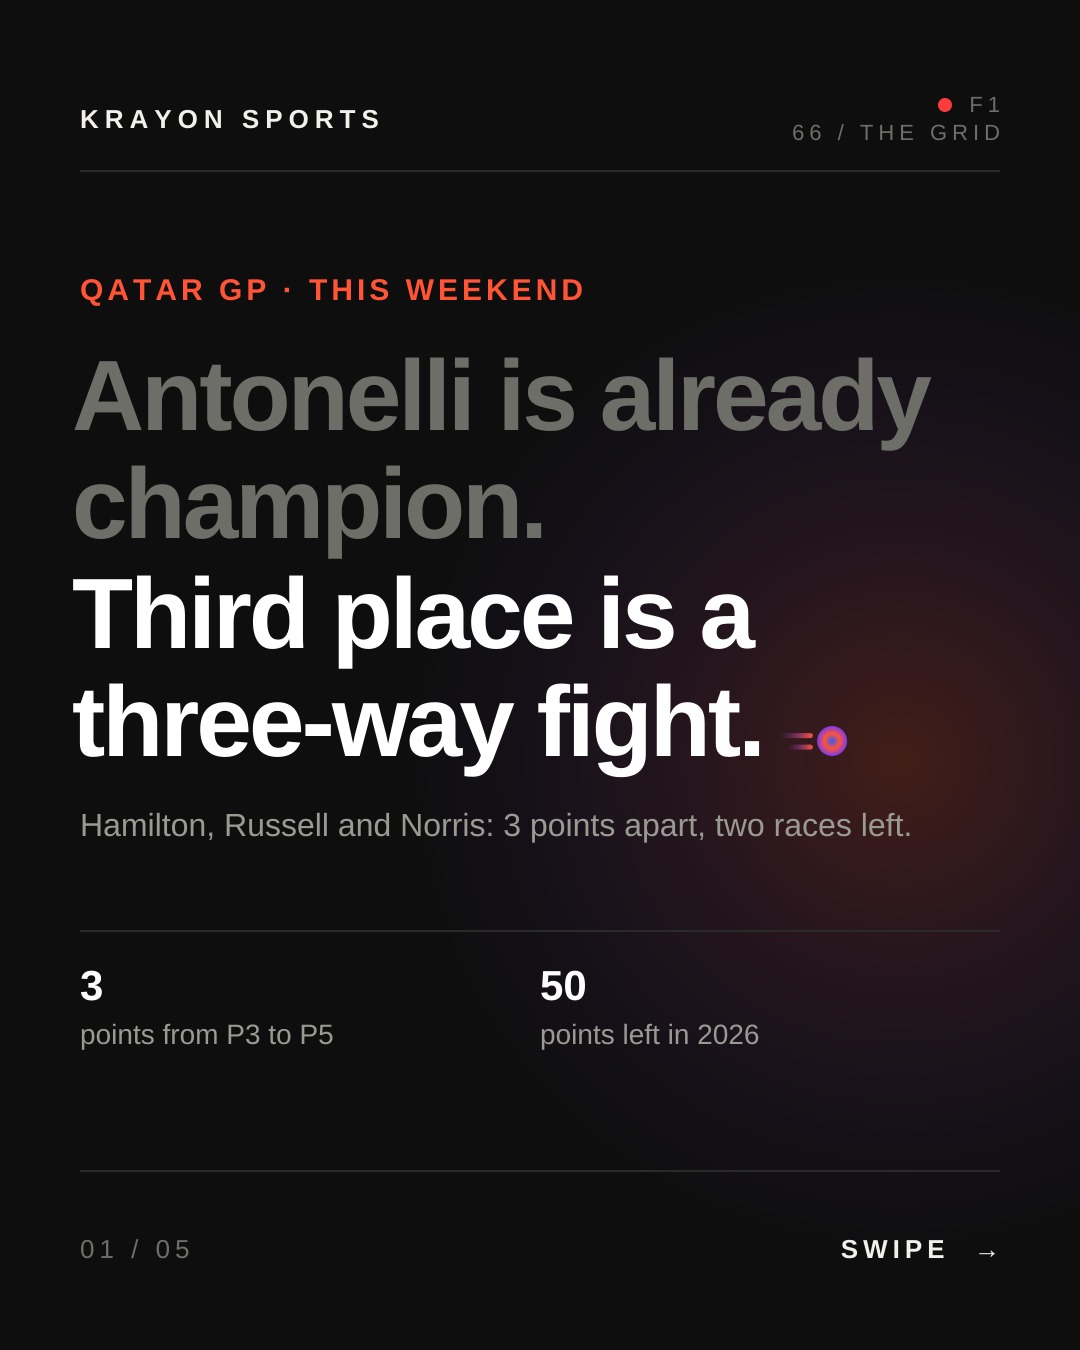 KRAYON SPORTS
F1
66 / THE GRID
QATAR GP · THIS WEEKEND
Antonelli is already
champion.
Third place is a
three-way fight.
Hamilton, Russell and Norris: 3 points apart, two races left.
3
points from P3 to P5
50
points left in 2026
01 / 05
SWIPE →